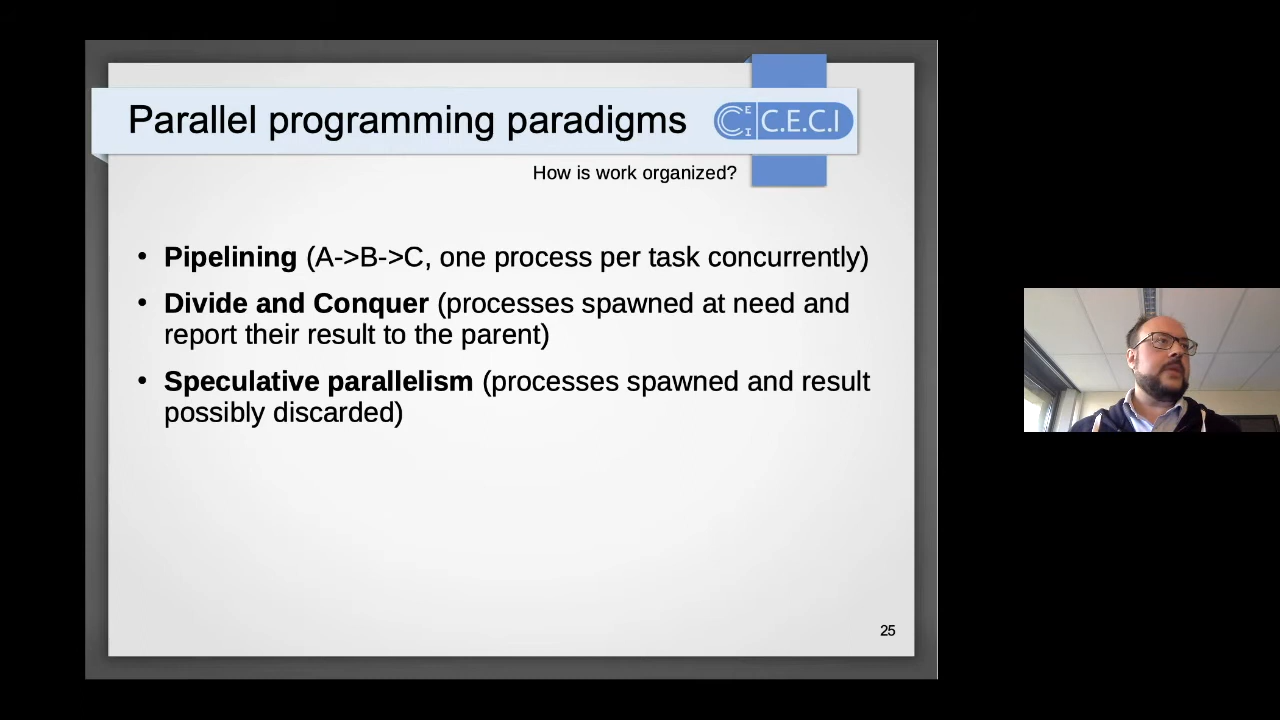 Parallel programming paradigms
C E C I C.E.C.I
How is work organized?
• Pipelining (A->B->C, one process per task concurrently)
• Divide and Conquer (processes spawned at need and
report their result to the parent)
• Speculative parallelism (processes spawned and result
possibly discarded)
25